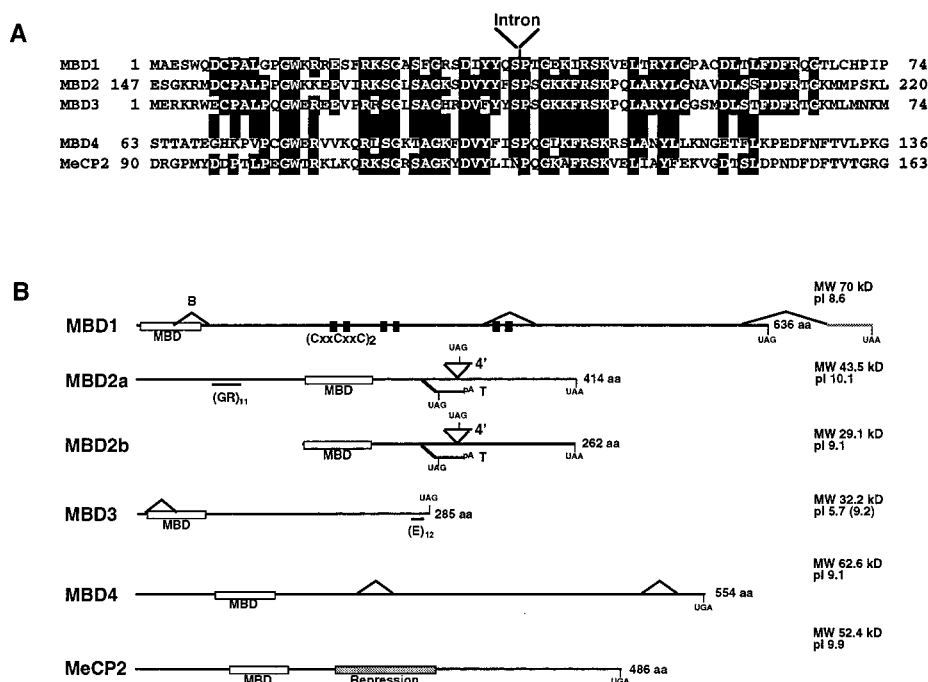 A
Intron
MBD1 1 MAESWQDCPALGPGWKRRESFRKSGASFGRSDIYYQSPTGEKIRSKVELTRYLGPACDLTLFDFRQGTLCHPIP 74
MBD2 147 ESGKRMDCPALPPGWKKEEVIRKSGLSAGKSDVYYFSPSGKKFRSKPQLARYLGNAVDLSSFDFRTGKMMPSKL 220
MBD3 1 MERKRWECPALPQGWEREEVPRRSGLSAGHRDVFYYSPSGKKFRSKPQLARYLGGSMDLSTFDFRTGKMLMNKM 74
MBD4 63 STTATEGHKPVPCGWERVVKQRLSGKTAGKFDVYFISPQGLKFRSKRSLANYLLKNGETFLKPEDFNFTVLPKG 136
MeCP2 90 DRGPMYDDPTLPEGWTRKLKQRKSGRSAGKYDVYLINPQGKAFRSKVELIAYFEKVGDTSLDPNDFDFTVTGRG 163
B
MW 70 kD
pI 8.6
B
MBD1
636 aa
MBD
(CxxCxxC)2
UAG
UAA
UAG
4'
MW 43.5 kD
pI 10.1
MBD2a
414 aa
(GR)11
MBD
pA T
UAG
UAA
UAG
4'
MW 29.1 kD
pI 9.1
MBD2b
262 aa
MBD
pA T
UAG
UAA
UAG
MW 32.2 kD
pI 5.7 (9.2)
MBD3
285 aa
MBD
(E)12
MW 62.6 kD
pI 9.1
MBD4
554 aa
MBD
UGA
MW 52.4 kD
pI 9.9
MeCP2
486 aa
MBD
Repression
UGA